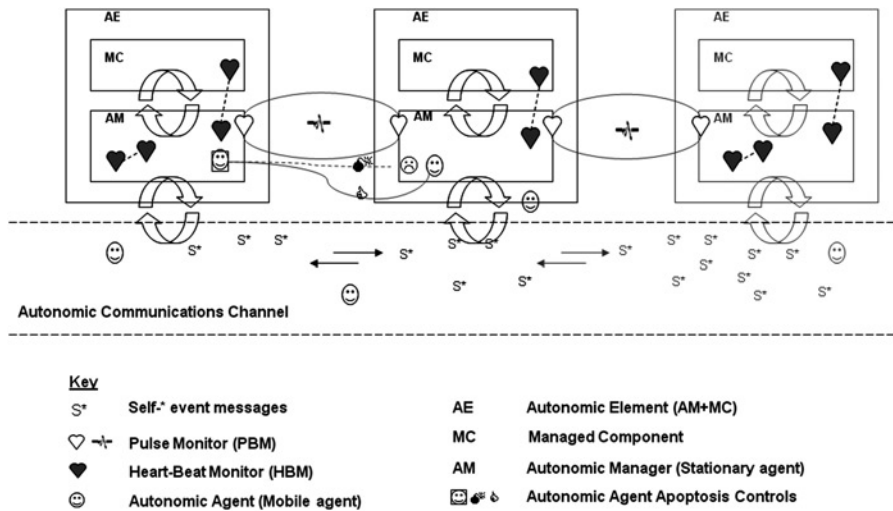 AE
AE
AE
MC
MC
MC
AM
AM
AM
S* S* S* S* S* S* S* S* S*
S* S* S* S* S* S* S*
S* S* S* S*
Autonomic Communications Channel
Key
S* Self-* event messages
Pulse Monitor (PBM)
Heart-Beat Monitor (HBM)
Autonomic Agent (Mobile agent)
AE Autonomic Element (AM+MC)
MC Managed Component
AM Autonomic Manager (Stationary agent)
Autonomic Agent Apoptosis Controls